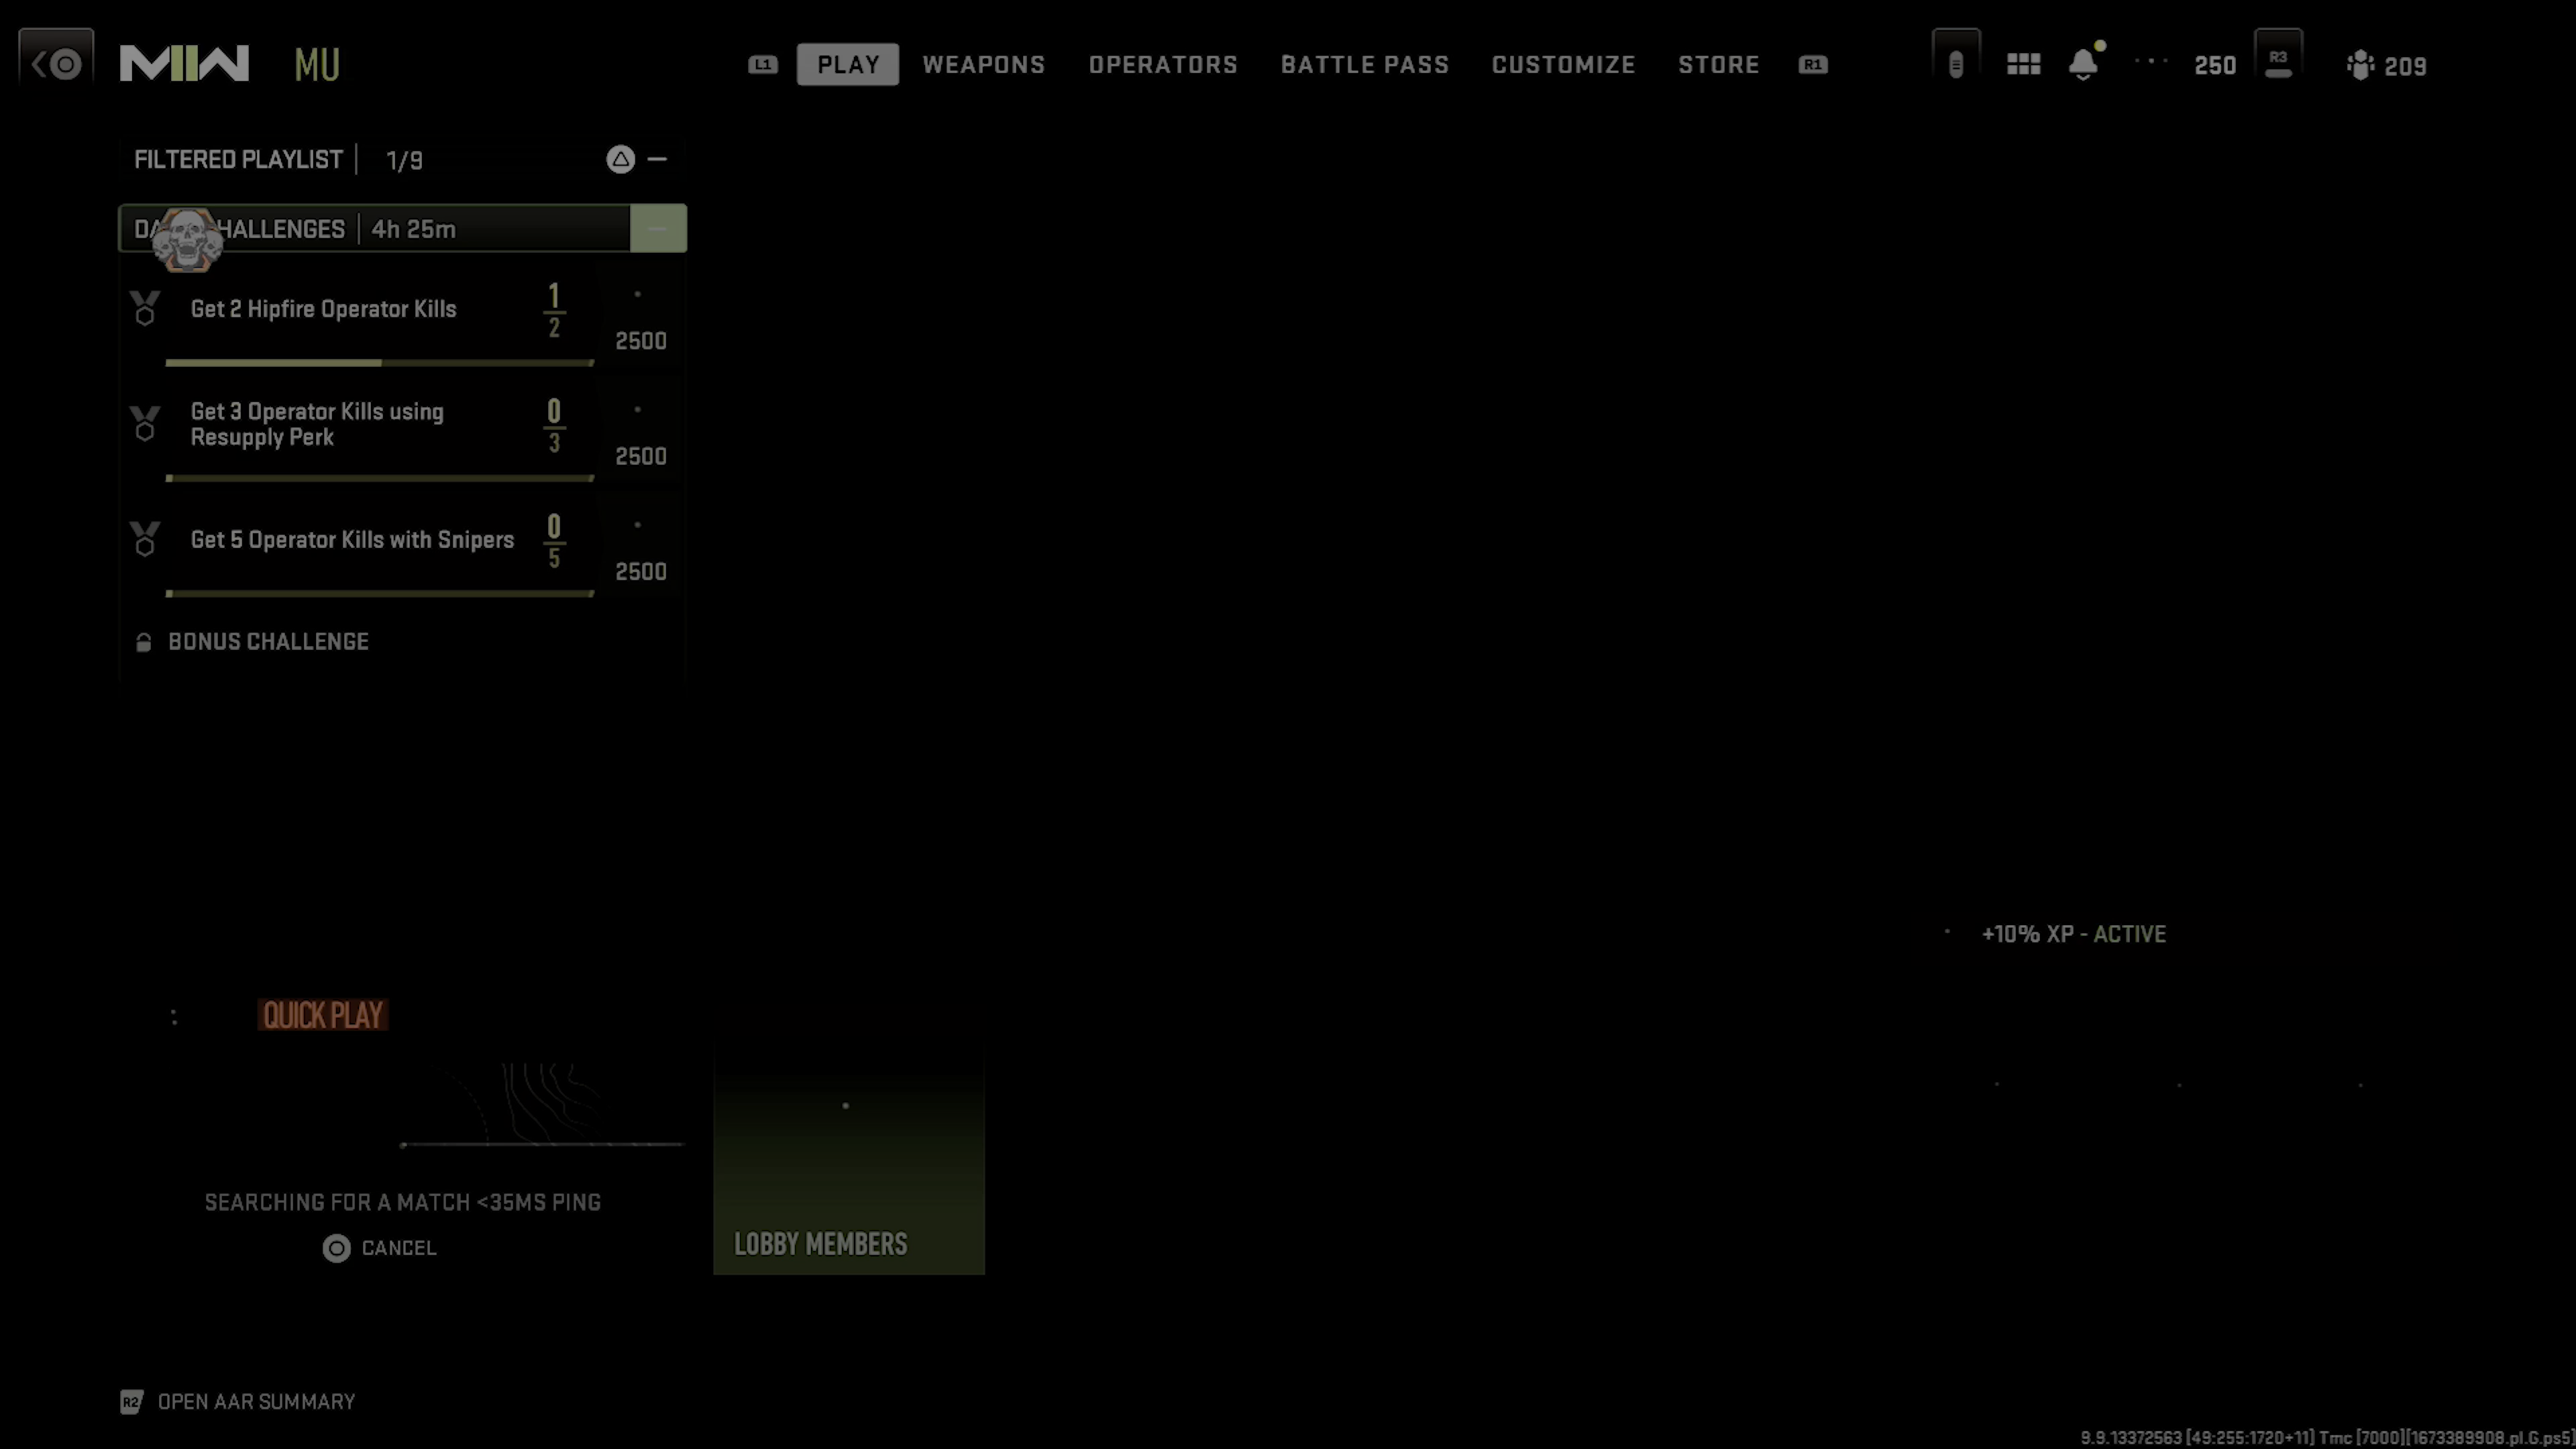 MIIW MU
L1 PLAY WEAPONS OPERATORS BATTLE PASS CUSTOMIZE STORE R1
250 R3 209
FILTERED PLAYLIST 1/9
DA HALLENGES 4h 25m
Get 2 Hipfire Operator Kills
1
2
2500
Get 3 Operator Kills using
Resupply Perk
0
3
2500
Get 5 Operator Kills with Snipers
0
5
2500
BONUS CHALLENGE
+10% XP - ACTIVE
: QUICK PLAY
SEARCHING FOR A MATCH <35MS PING
CANCEL
LOBBY MEMBERS
R2 OPEN AAR SUMMARY
9.9.13372563 [49:255:1720+11] Tmc [7000][1673389908.pl.G.ps5]